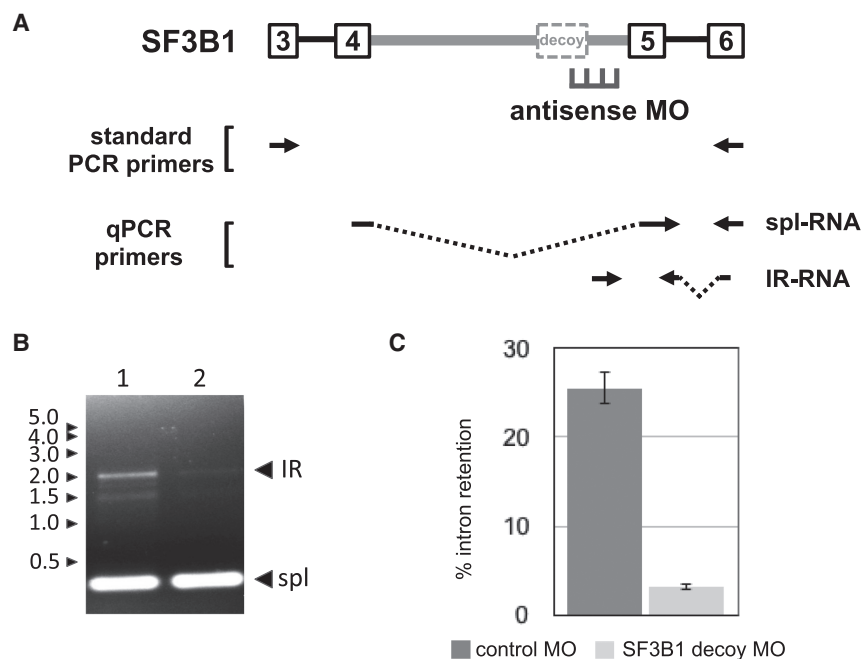 A
SF3B1
3
4
decoy
5
6
antisense MO
standard
PCR primers
qPCR
primers
spl-RNA
IR-RNA
B
1 2
5.0
4.0
3.0
2.0
1.5
1.0
0.5
IR
spl
C
% intron retention
30
20
10
0
control MO
SF3B1 decoy MO